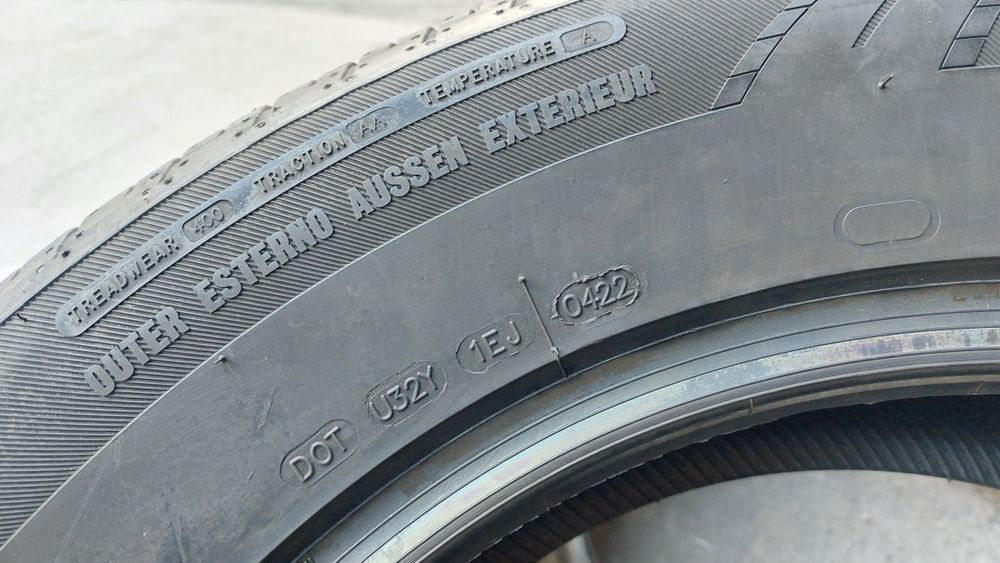 TREADWEAR 400 TRACTION AA TEMPERATURE A
OUTER ESTERNO AUSSEN EXTERIEUR
DOT U32Y 1EJ 0422